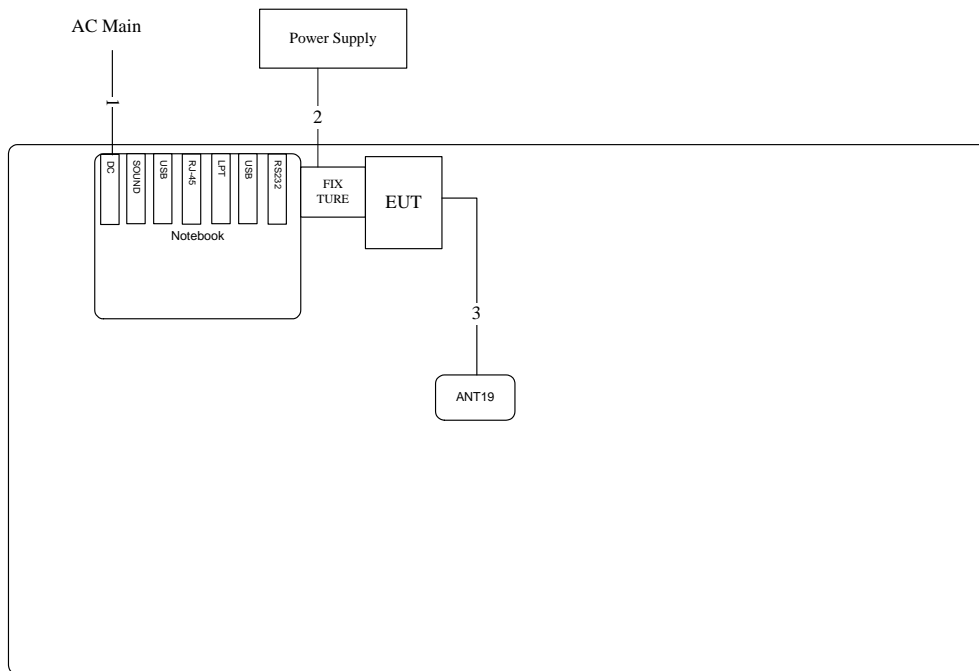 AC Main
Power Supply
1
2
DC
SOUND
USB
RJ-45
LPT
USB
RS232
FIX
TURE
EUT
Notebook
3
ANT19